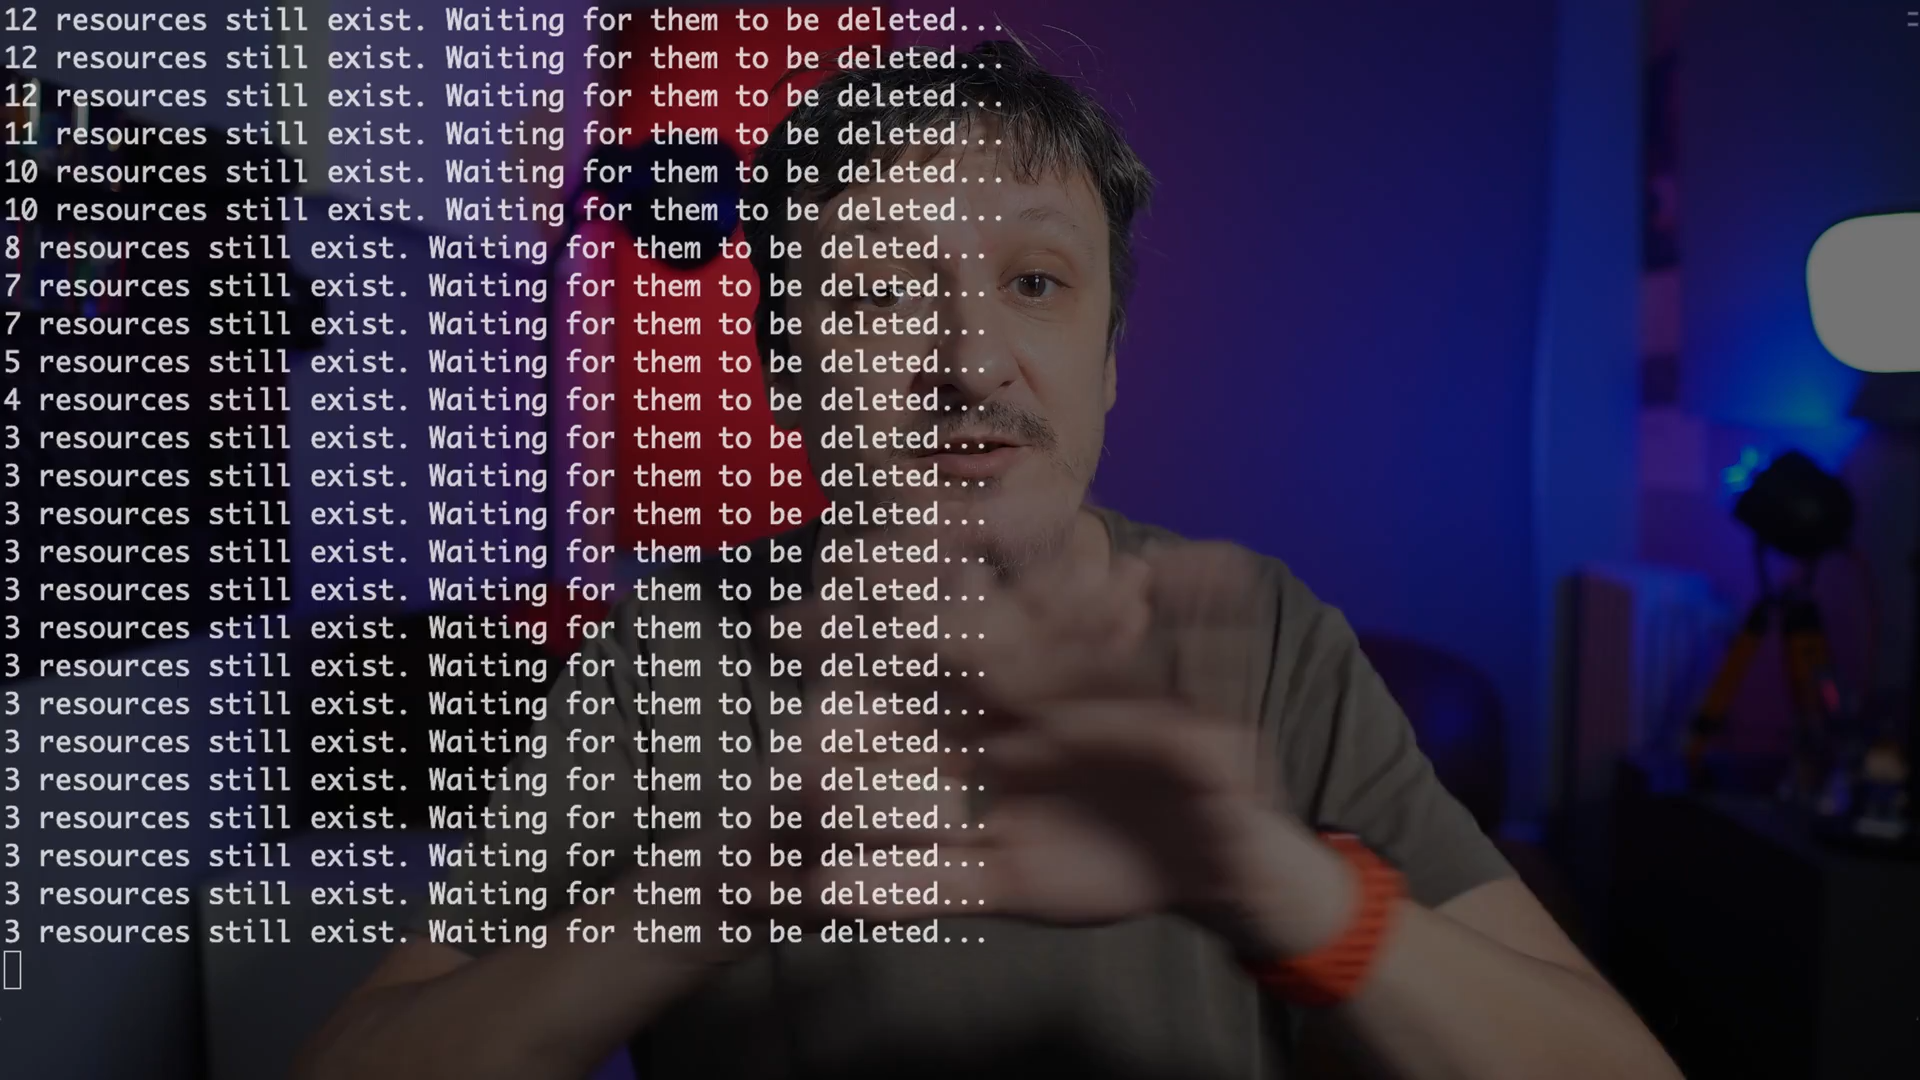 12 resources still exist. Waiting for them to be deleted...
12 resources still exist. Waiting for them to be deleted...
12 resources still exist. Waiting for them to be deleted...
11 resources still exist. Waiting for them to be deleted...
10 resources still exist. Waiting for them to be deleted...
10 resources still exist. Waiting for them to be deleted...
8 resources still exist. Waiting for them to be deleted...
7 resources still exist. Waiting for them to be deleted...
7 resources still exist. Waiting for them to be deleted...
5 resources still exist. Waiting for them to be deleted...
4 resources still exist. Waiting for them to be deleted...
3 resources still exist. Waiting for them to be deleted...
3 resources still exist. Waiting for them to be deleted...
3 resources still exist. Waiting for them to be deleted...
3 resources still exist. Waiting for them to be deleted...
3 resources still exist. Waiting for them to be deleted...
3 resources still exist. Waiting for them to be deleted...
3 resources still exist. Waiting for them to be deleted...
3 resources still exist. Waiting for them to be deleted...
3 resources still exist. Waiting for them to be deleted...
3 resources still exist. Waiting for them to be deleted...
3 resources still exist. Waiting for them to be deleted...
3 resources still exist. Waiting for them to be deleted...
3 resources still exist. Waiting for them to be deleted...
3 resources still exist. Waiting for them to be deleted...